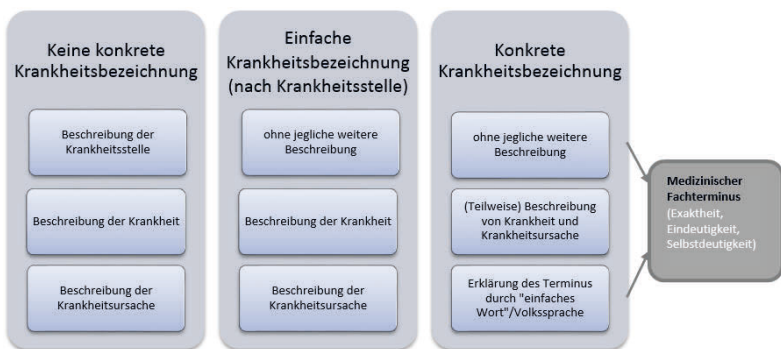 Keine konkrete
Krankheitsbezeichnung
Beschreibung der
Krankheitsstelle
Beschreibung der Krankheit
Beschreibung der
Krankheitsursache
Einfache
Krankheitsbezeichnung
(nach Krankheitsstelle)
ohne jegliche weitere
Beschreibung
Beschreibung der Krankheit
Beschreibung der
Krankheitsursache
Konkrete
Krankheitsbezeichnung
ohne jegliche weitere
Beschreibung
(Teilweise) Beschreibung
von Krankheit und
Krankheitsursache
Erklärung des Terminus
durch "einfaches
Wort"/Volkssprache
Medizinischer
Fachterminus
(Exaktheit,
Eindeutigkeit,
Selbstdeutigkeit)